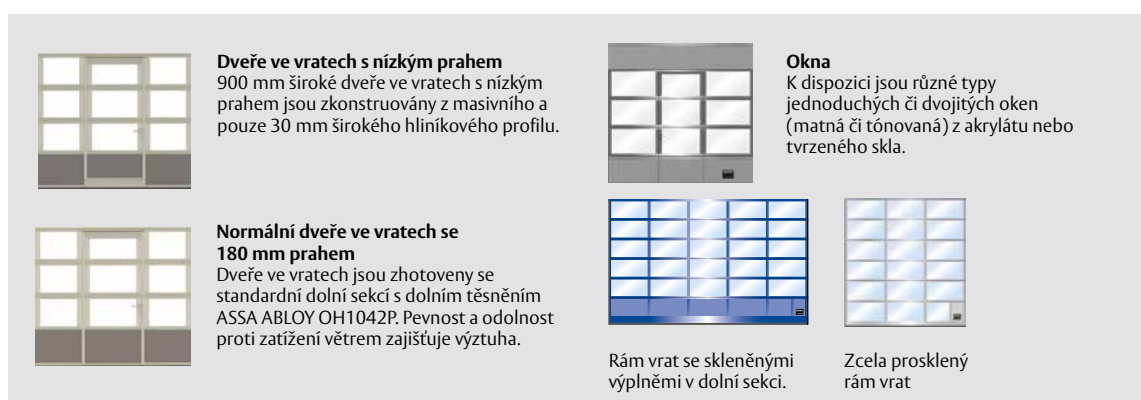 Dveře ve vratech s nízkým prahem
900 mm široké dveře ve vratech s nízkým
prahem jsou zkonstruovány z masivního a
pouze 30 mm širokého hliníkového profilu.
Normální dveře ve vratech se
180 mm prahem
Dveře ve vratech jsou zhotoveny se
standardní dolní sekcí s dolním těsněním
ASSA ABLOY OH1042P. Pevnost a odolnost
proti zatížení větrem zajišťuje výztuha.
Okna
K dispozici jsou různé typy
jednoduchých či dvojitých oken
(matná či tónovaná) z akrylátu nebo
tvrzeného skla.
Rám vrat se skleněnými
výplněmi v dolní sekci.
Zcela prosklený
rám vrat